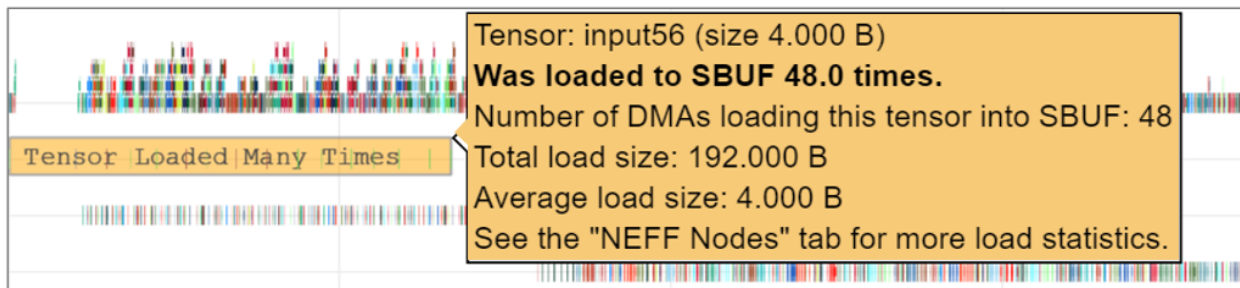 Tensor: input56 (size 4.000 B)
Was loaded to SBUF 48.0 times.
Number of DMAs loading this tensor into SBUF: 48
Tensor Loaded Many Times
Total load size: 192.000 B
Average load size: 4.000 B
See the "NEFF Nodes" tab for more load statistics.